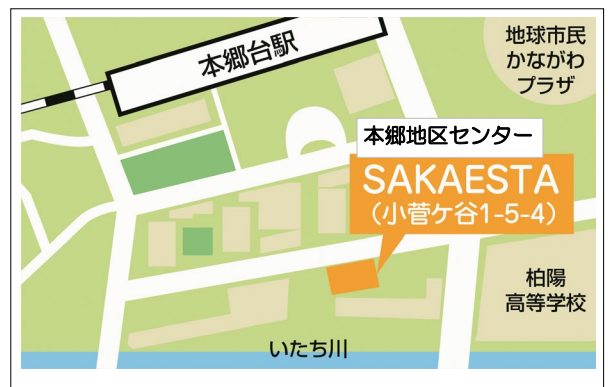 本郷台駅
地球市民
かながわ
プラザ
本郷地区センター
SAKAESTA
(小菅ケ谷1-5-4)
柏陽
高等学校
いたち川